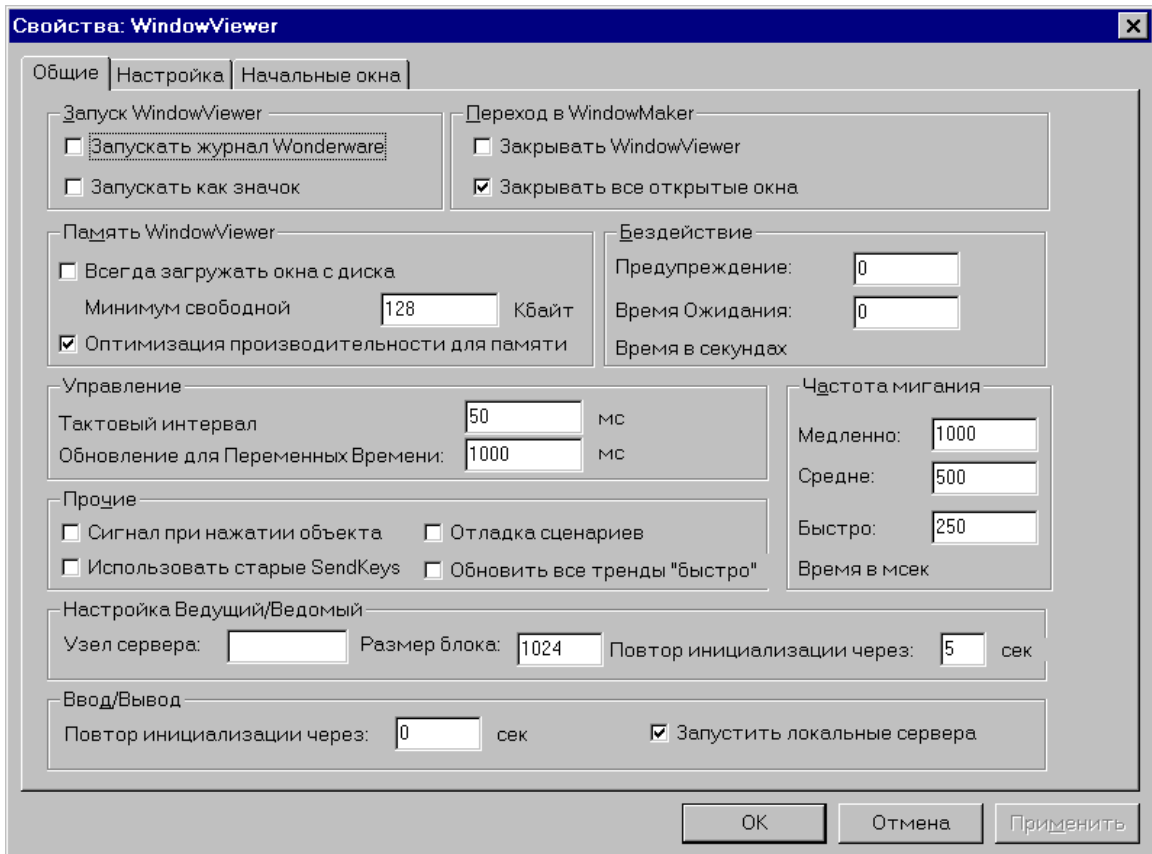 Свойства: WindowViewer
Общие Настройка Начальные окна
Запуск WindowViewer
Запускать журнал Wonderware
Запускать как значок
Переход в WindowMaker
Закрывать WindowViewer
Закрывать все открытые окна
Память WindowViewer
Всегда загружать окна с диска
Минимум свободной 128 Кбайт
Оптимизация производительности для памяти
Бездействие
Предупреждение: 0
Время Ожидания: 0
Время в секундах
Управление
Тактовый интервал 50 мс
Обновление для Переменных Времени: 1000 мс
Частота мигания
Медленно: 1000
Средне: 500
Быстро: 250
Время в мсек
Прочие
Сигнал при нажатии объекта Отладка сценариев
Использовать старые SendKeys Обновить все тренды "быстро"
Настройка Ведущий/Ведомый
Узел сервера: Размер блока: 1024 Повтор инициализации через: 5 сек
Ввод/Вывод
Повтор инициализации через: 0 сек Запустить локальные сервера
OK Отмена Применить